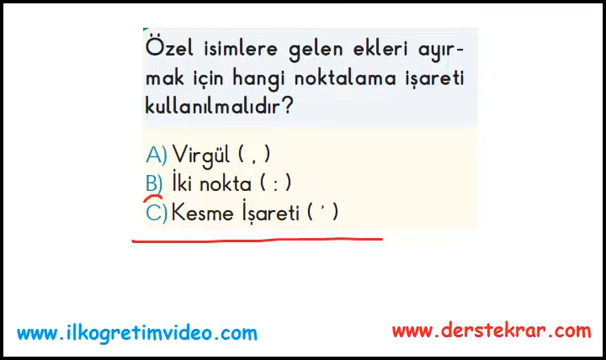 Özel isimlere gelen ekleri ayır-
mak için hangi noktalama işareti
kullanılmalıdır?
A) Virgül ( , )
B) İki nokta ( : )
C) Kesme İşareti ( ' )
www.ilkogretimvideo.com
www.derstekrar.com